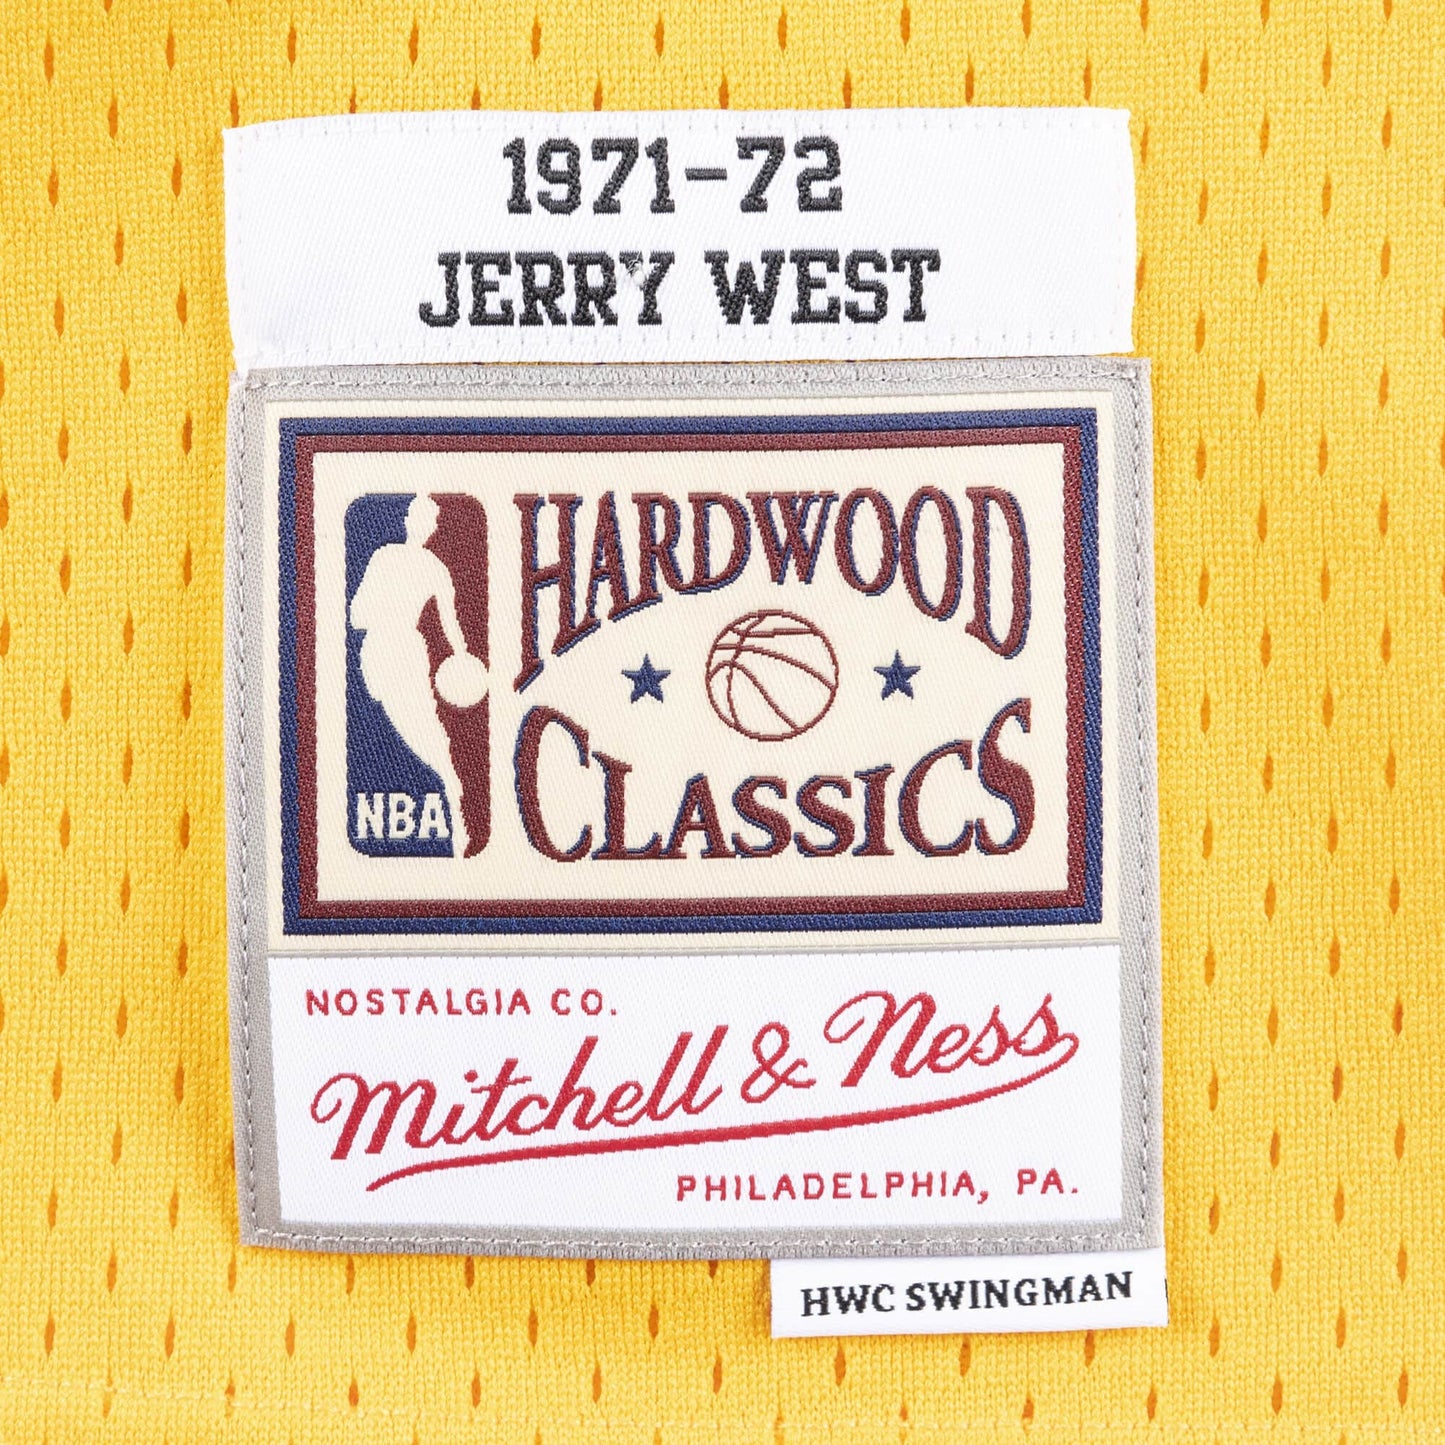 1971-72
JERRY WEST
HARDWOOD
CLASSICS
NBA
NOSTALGIA CO.
Mitchell & Ness
PHILADELPHIA, PA.
HWC SWINGMAN